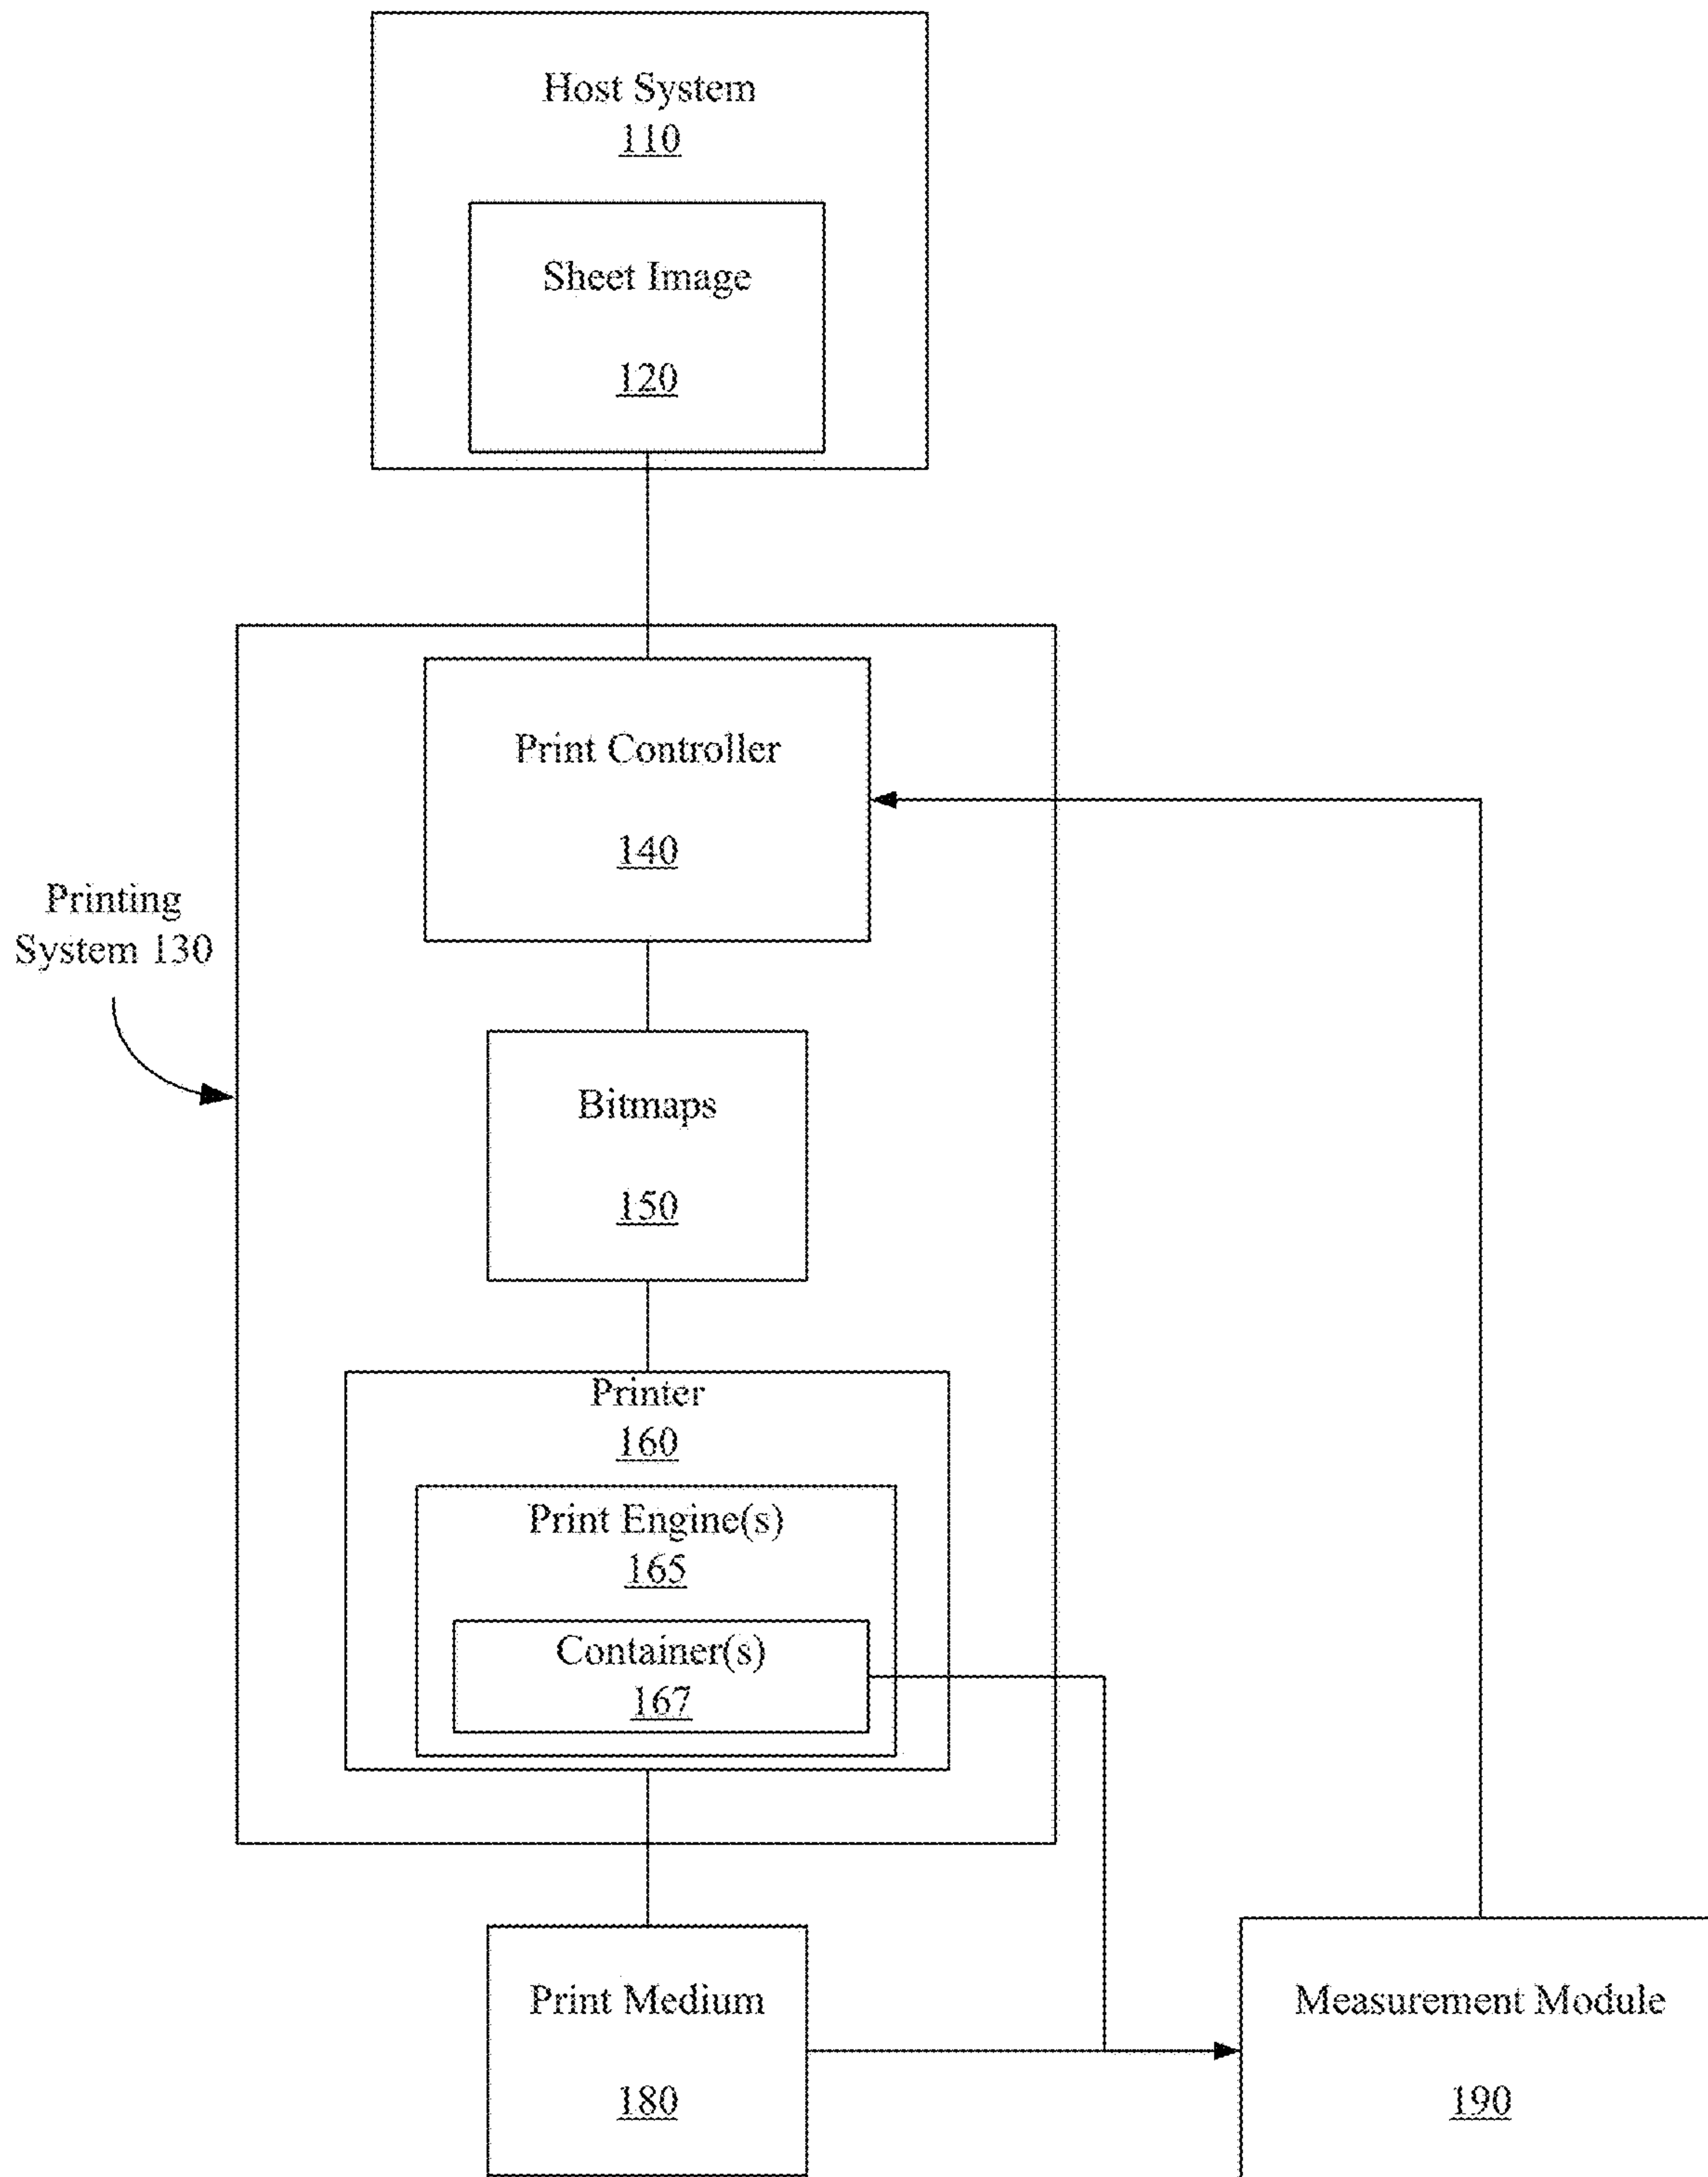 Host System
110
Sheet Image
120
Print Controller
140
Printing
System 130
Bitmaps
150
Printer
160
Print Engine(s)
165
Container(s)
167
Print Medium
180
Measurement Module
190